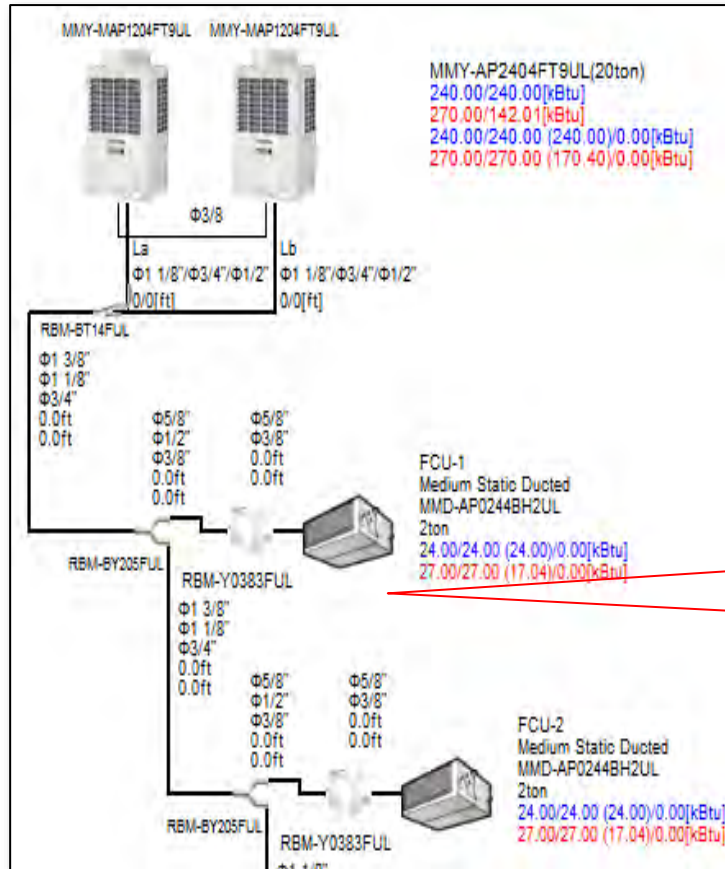 MMY-MAP1204FT9UL MMY-MAP1204FT9UL
MMY-AP2404FT9UL(20ton)
240.00/240.00[kBtu]
270.00/142.01[kBtu]
240.00/240.00 (240.00)/0.00[kBtu]
270.00/270.00 (170.40)/0.00[kBtu]
Φ3/8
La
Φ1 1/8"/Φ3/4"/Φ1/2"
0/0[ft]
Lb
Φ1 1/8"/Φ3/4"/Φ1/2"
0/0[ft]
RBM-BT14FUL
Φ1 3/8"
Φ1 1/8"
Φ3/4"
0.0ft
0.0ft
Φ5/8"
Φ1/2"
Φ3/8"
0.0ft
0.0ft
Φ5/8"
Φ3/8"
0.0ft
0.0ft
FCU-1
Medium Static Ducted
MMD-AP0244BH2UL
2ton
24.00/24.00 (24.00)/0.00[kBtu]
27.00/27.00 (17.04)/0.00[kBtu]
RBM-BY205FUL
RBM-Y0383FUL
Φ1 3/8"
Φ1 1/8"
Φ3/4"
0.0ft
0.0ft
Φ5/8"
Φ1/2"
Φ3/8"
0.0ft
0.0ft
Φ5/8"
Φ3/8"
0.0ft
0.0ft
FCU-2
Medium Static Ducted
MMD-AP0244BH2UL
2ton
24.00/24.00 (24.00)/0.00[kBtu]
27.00/27.00 (17.04)/0.00[kBtu]
RBM-BY205FUL
RBM-Y0383FUL